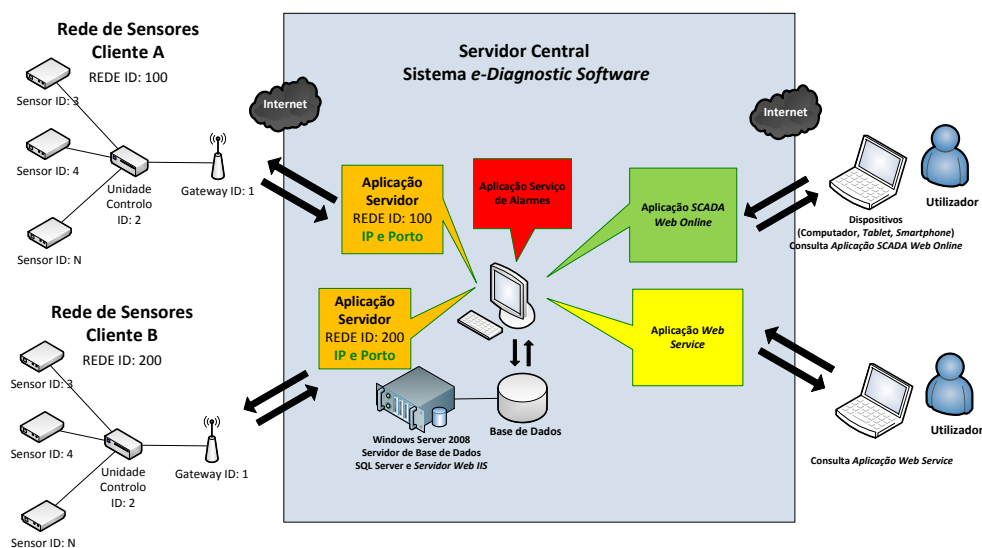 Rede de Sensores
Cliente A
REDE ID: 100
Sensor ID: 3
Sensor ID: 4
Sensor ID: N
Unidade
Controlo
ID: 2
Gateway ID: 1
Internet
Servidor Central
Sistema e-Diagnostic Software
Aplicação
Servidor
REDE ID: 100
IP e Porto
Aplicação Serviço
de Alarmes
Aplicação SCADA
Web Online
Internet
Utilizador
Dispositivos
(Computador, Tablet, Smartphone)
Consulta Aplicação SCADA Web Online
Rede de Sensores
Cliente B
REDE ID: 200
Sensor ID: 3
Sensor ID: 4
Sensor ID: N
Unidade
Controlo
ID: 2
Gateway ID: 1
Aplicação
Servidor
REDE ID: 200
IP e Porto
Aplicação Web
Service
Windows Server 2008
Servidor de Base de Dados
SQL Server e Servidor Web IIS
Base de Dados
Utilizador
Consulta Aplicação Web Service